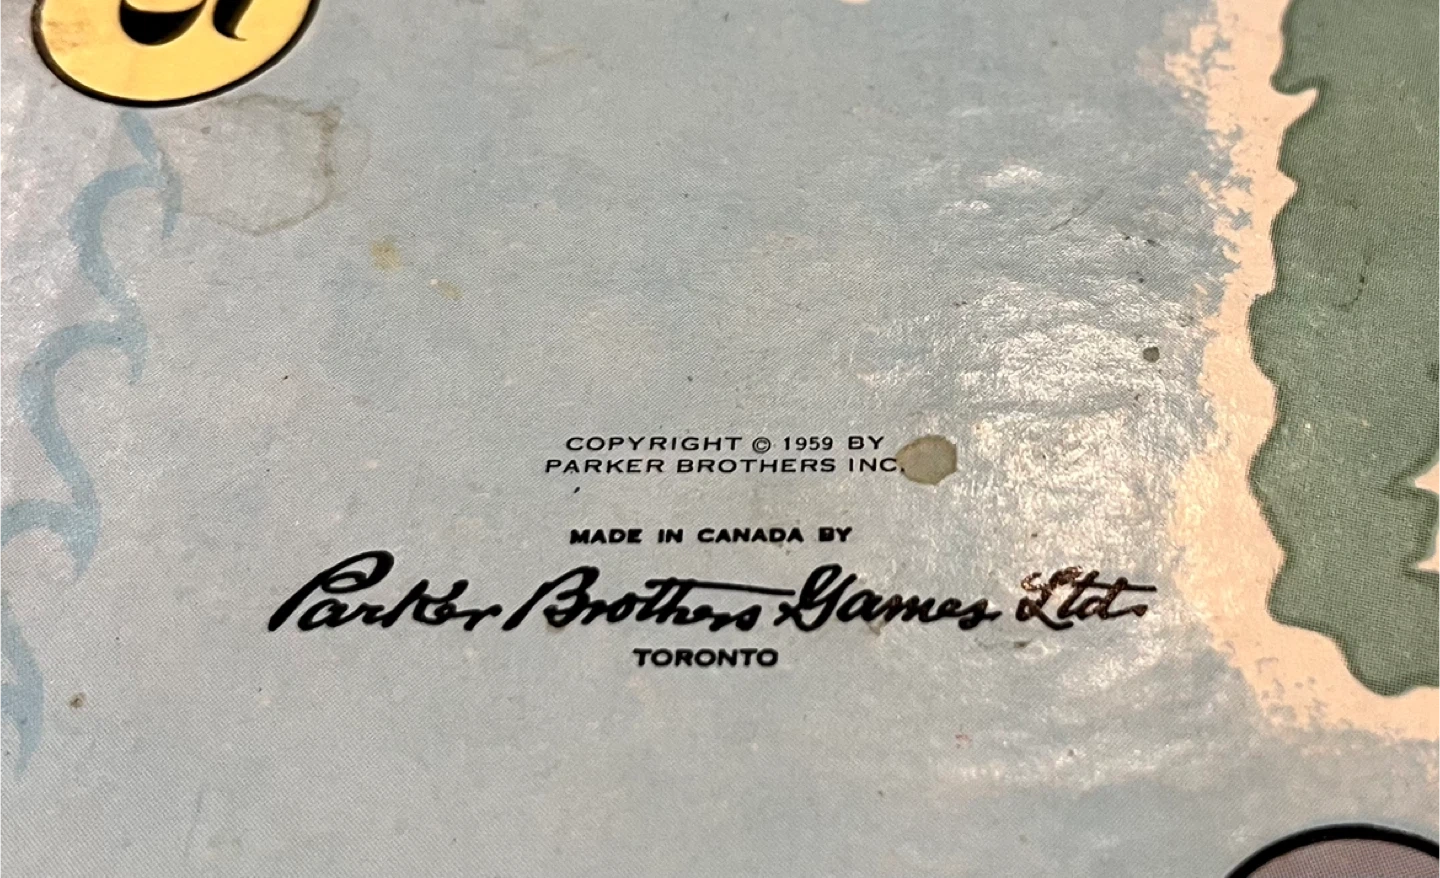 COPYRIGHT © 1959 BY
PARKER BROTHERS INC.
MADE IN CANADA BY
Parker Brothers Games Ltd.
TORONTO